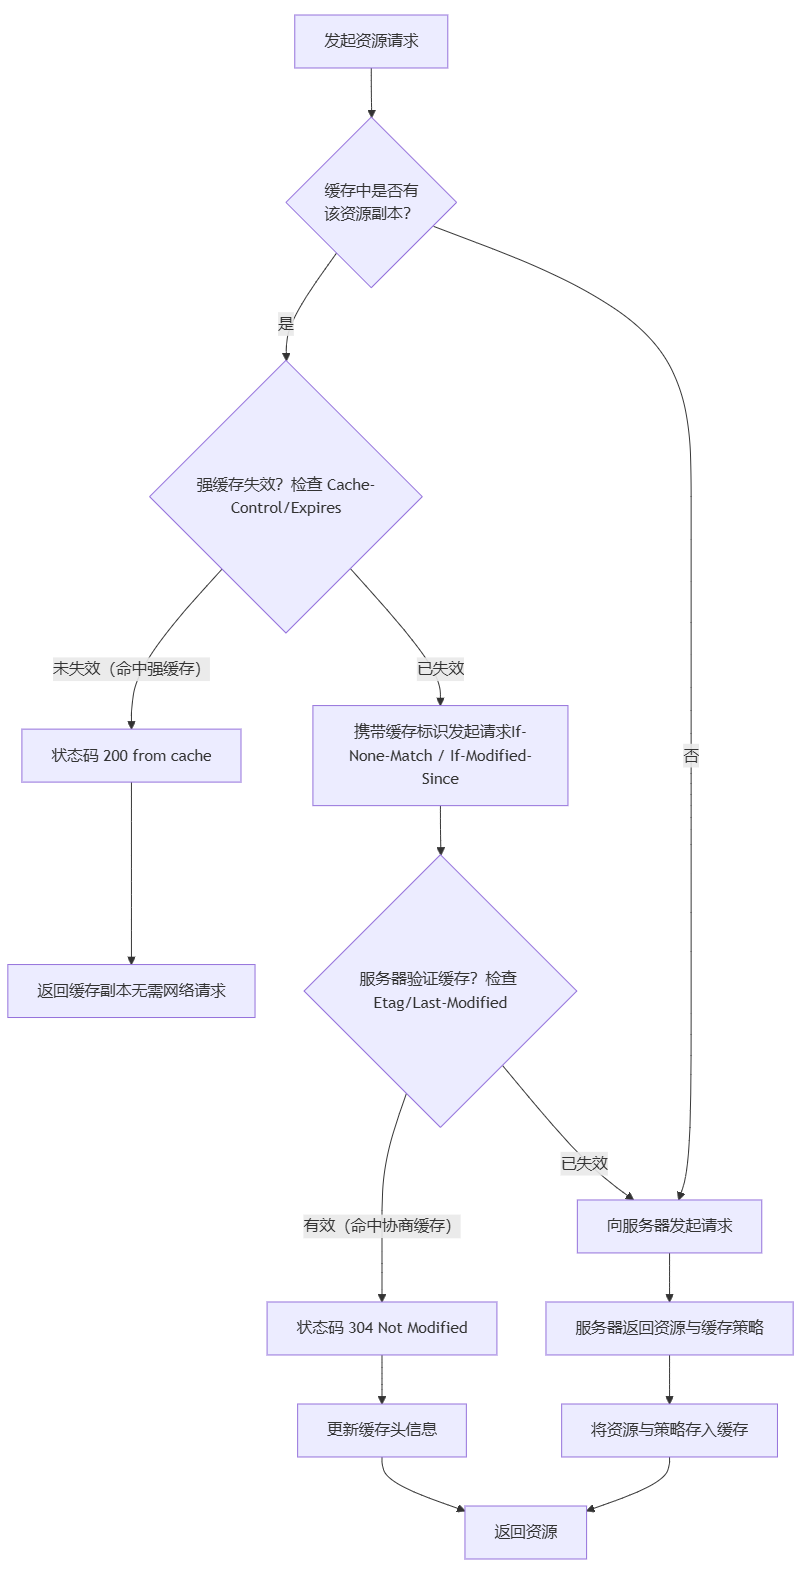 发起资源请求
缓存中是否有
该资源副本？
是
强缓存失效？检查 Cache-
Control/Expires
未失效（命中强缓存）
已失效
状态码 200 from cache
携带缓存标识发起请求If-
None-Match / If-Modified-
Since
否
返回缓存副本无需网络请求
服务器验证缓存？检查
Etag/Last-Modified
已失效
有效（命中协商缓存）
向服务器发起请求
状态码 304 Not Modified
服务器返回资源与缓存策略
更新缓存头信息
将资源与策略存入缓存
返回资源